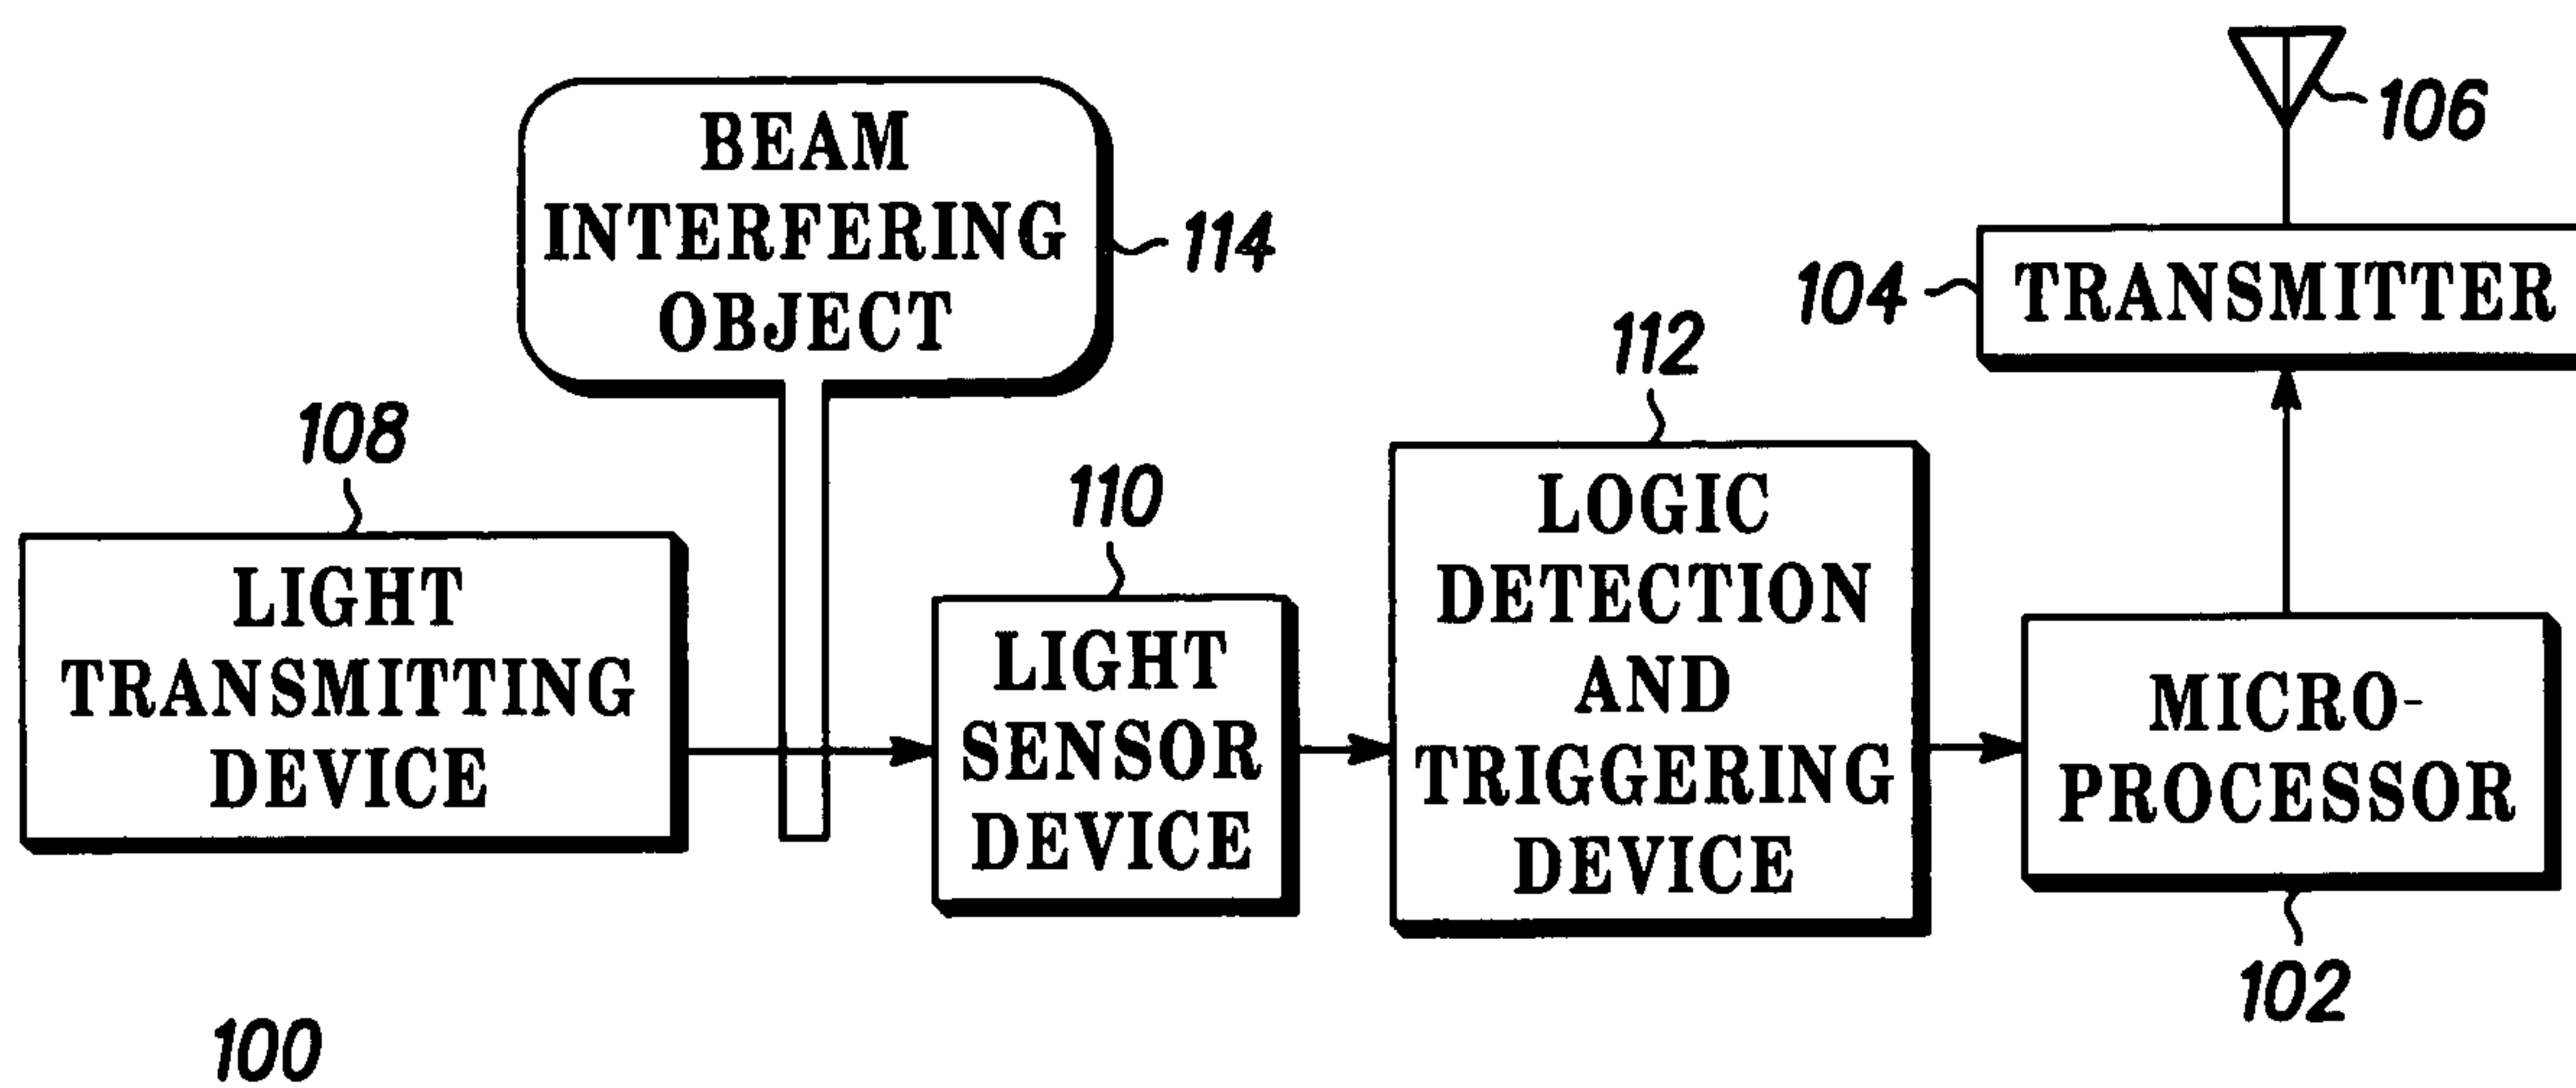 BEAM
INTERFERING
OBJECT
114
106
104
TRANSMITTER
108
LIGHT
TRANSMITTING
DEVICE
110
LIGHT
SENSOR
DEVICE
112
LOGIC
DETECTION
AND
TRIGGERING
DEVICE
MICRO-
PROCESSOR
102
100